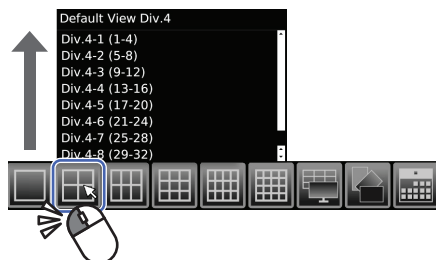 Default View Div.4
Div.4-1 (1-4)
Div.4-2 (5-8)
Div.4-3 (9-12)
Div.4-4 (13-16)
Div.4-5 (17-20)
Div.4-6 (21-24)
Div.4-7 (25-28)
Div.4-8 (29-32)